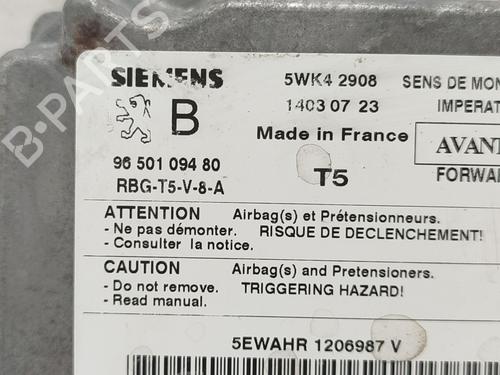 SIEMENS 5WK4 2908 SENS DE MON
B 1403 07 23 IMPERAT
Made in France AVANT
96 501 094 80 T5 FORWAR
RBG-T5-V-8-A
ATTENTION Airbag(s) et Prétensionneurs.
- Ne pas démonter. RISQUE DE DECLENCHEMENT!
- Consulter la notice.
CAUTION Airbag(s) and Pretensioners.
- Do not remove. TRIGGERING HAZARD!
- Read manual.
5EWAHR 1206987 V
B-PARTS